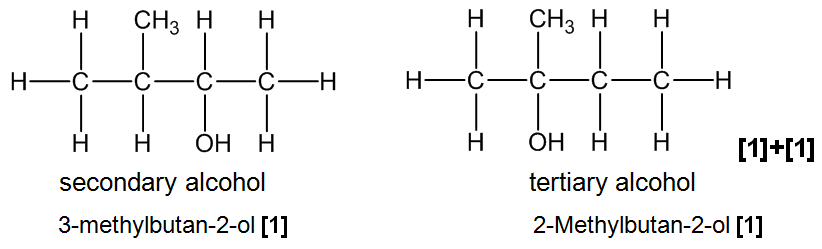 H CH3 H H
H C C C C H
H H OH H
secondary alcohol
3-methylbutan-2-ol [1]
H CH3 H H
H C C C C H
H OH H H
[1]+[1]
tertiary alcohol
2-Methylbutan-2-ol [1]